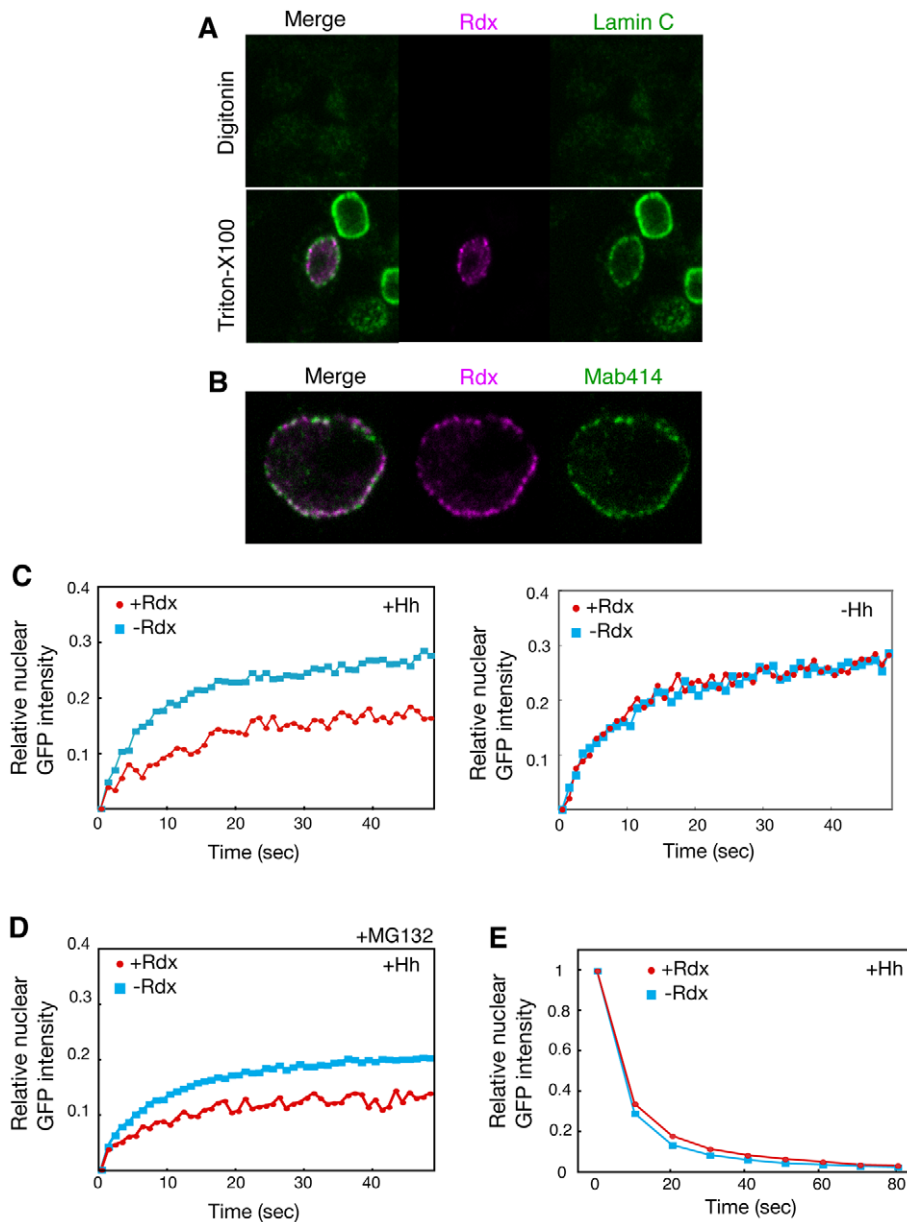 A
Merge
Rdx
Lamin C
Digitonin
Triton-X100
B
Merge
Rdx
Mab414
C
Relative nuclear
GFP intensity
0.4
0.3
0.2
0.1
+Rdx
-Rdx
+Hh
0
10
20
30
40
Time (sec)
Relative nuclear
GFP intensity
0.4
0.3
0.2
0.1
+Rdx
-Rdx
-Hh
0
10
20
30
40
Time (sec)
D
+MG132
Relative nuclear
GFP intensity
0.4
0.3
0.2
0.1
+Rdx
-Rdx
+Hh
0
10
20
30
40
Time (sec)
E
Relative nuclear
GFP intensity
1
0.8
0.6
0.4
0.2
0
+Rdx
-Rdx
+Hh
0
20
40
60
80
Time (sec)